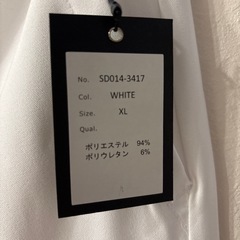 No. SD014-3417
Col. WHITE
Size. XL
Qual.
ポリエステル 94%
ポリウレタン 6%